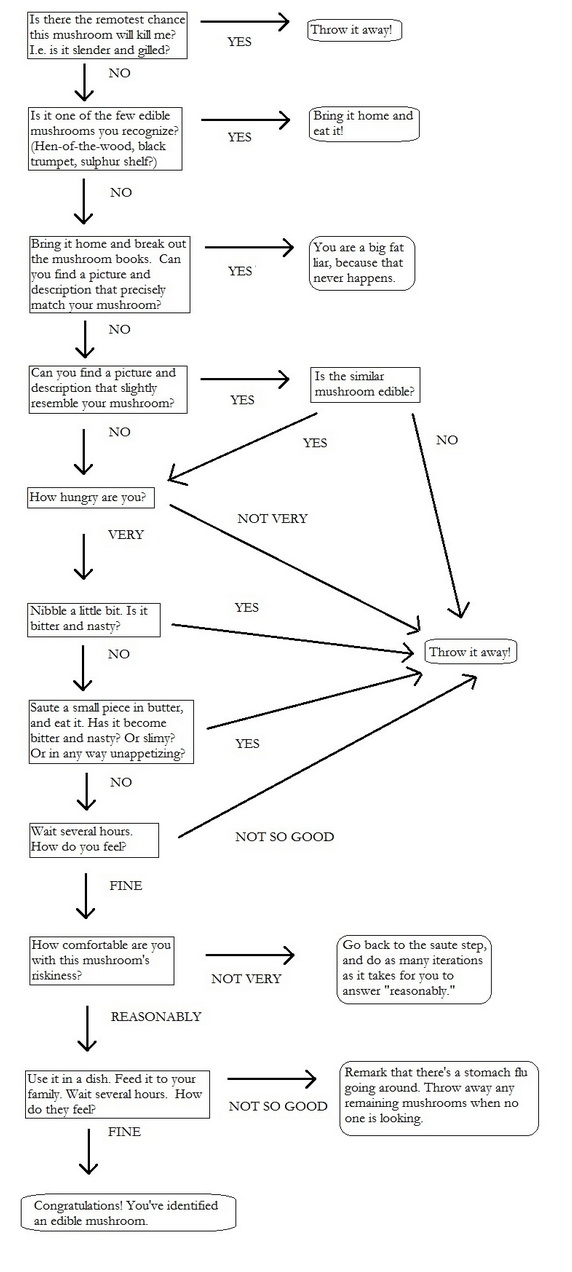 Is there the remotest chance
this mushroom will kill me?
I.e. is it slender and gilled?
YES
Throw it away!
NO
Is it one of the few edible
mushrooms you recognize?
(Hen-of-the-wood, black
trumpet, sulphur shelf?)
YES
Bring it home and
eat it!
NO
Bring it home and break out
the mushroom books.  Can
you find a picture and
description that precisely
match your mushroom?
YES
You are a big fat
liar, because that
never happens.
NO
Can you find a picture and
description that slightly
resemble your mushroom?
YES
Is the similar
mushroom edible?
NO
YES
NO
How hungry are you?
NOT VERY
VERY
Nibble a little bit. Is it
bitter and nasty?
YES
Throw it away!
NO
Saute a small piece in butter,
and eat it. Has it become
bitter and nasty? Or slimy?
Or in any way unappetizing?
YES
NO
Wait several hours.
How do you feel?
NOT SO GOOD
FINE
How comfortable are you
with this mushroom's
riskiness?
NOT VERY
Go back to the saute step,
and do as many iterations
as it takes for you to
answer "reasonably."
REASONABLY
Use it in a dish. Feed it to your
family. Wait several hours.  How
do they feel?
NOT SO GOOD
Remark that there's a stomach flu
going around. Throw away any
remaining mushrooms when no
one is looking.
FINE
Congratulations! You've identified
an edible mushroom.